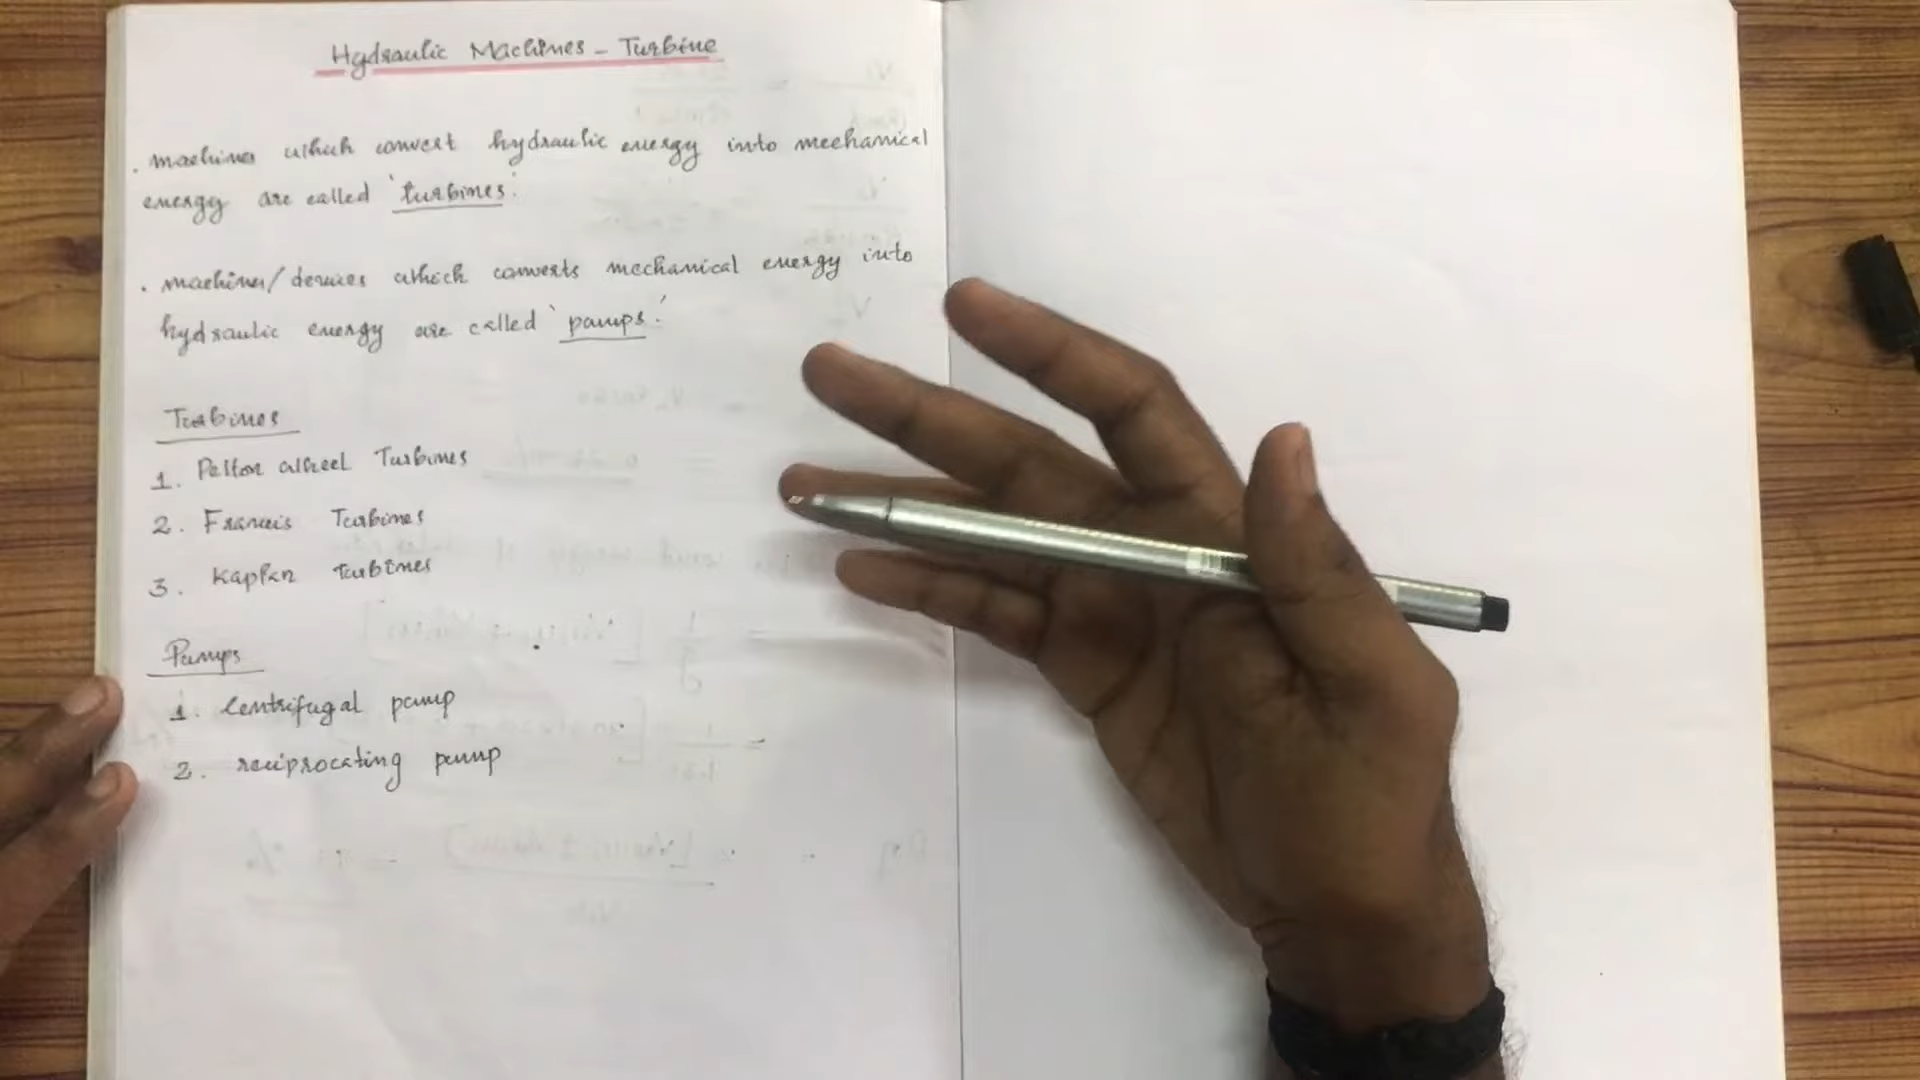 Hydraulic Machines - Turbine
. machines which convert hydraulic energy into mechanical
energy are called 'turbines'.
. machines/devices which converts mechanical energy into
hydraulic energy are called 'pumps'.
Turbines
1. Pelton wheel Turbines
2. Francis Turbines
3. Kaplan Turbines
Pumps
1. Centrifugal pump
2. reciprocating pump